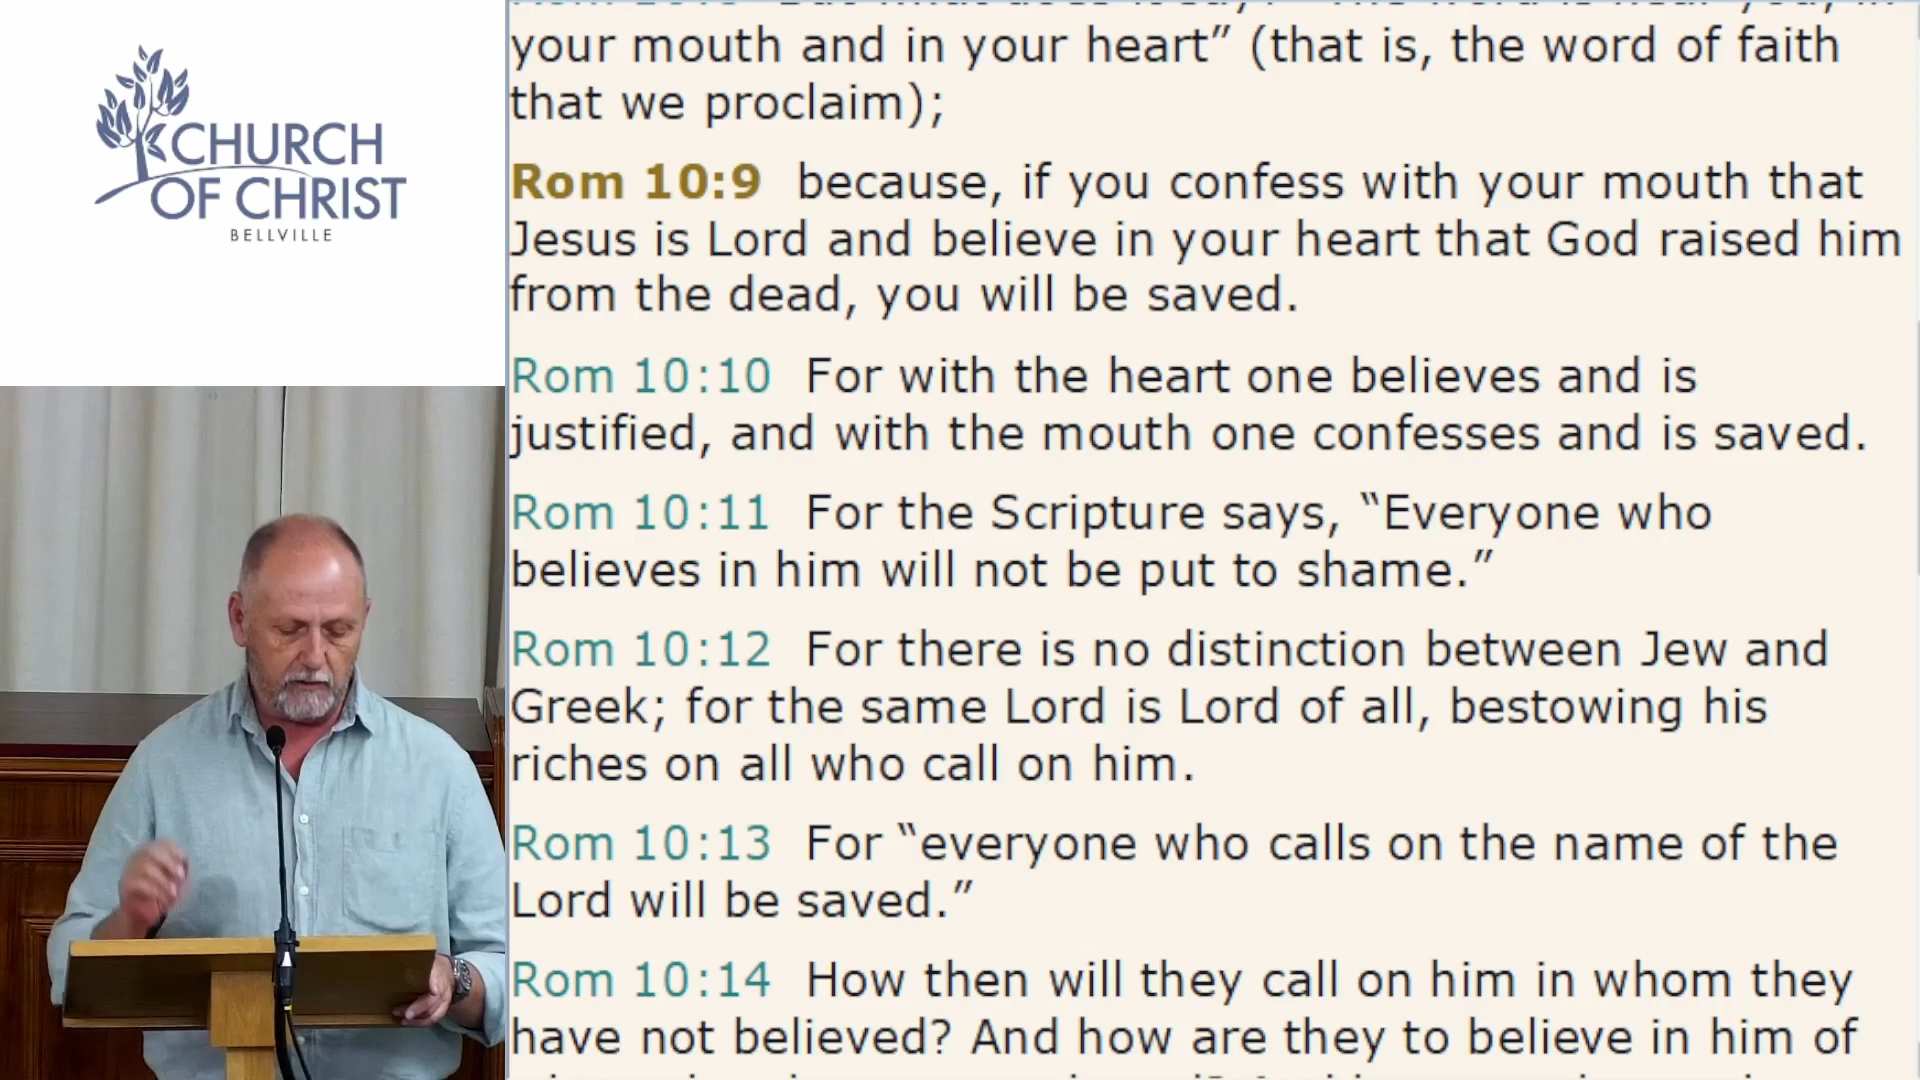 CHURCH
OF CHRIST
BELLVILLE
your mouth and in your heart” (that is, the word of faith
that we proclaim);
Rom 10:9 because, if you confess with your mouth that
Jesus is Lord and believe in your heart that God raised him
from the dead, you will be saved.
Rom 10:10 For with the heart one believes and is
justified, and with the mouth one confesses and is saved.
Rom 10:11 For the Scripture says, “Everyone who
believes in him will not be put to shame.”
Rom 10:12 For there is no distinction between Jew and
Greek; for the same Lord is Lord of all, bestowing his
riches on all who call on him.
Rom 10:13 For “everyone who calls on the name of the
Lord will be saved.”
Rom 10:14 How then will they call on him in whom they
have not believed? And how are they to believe in him of